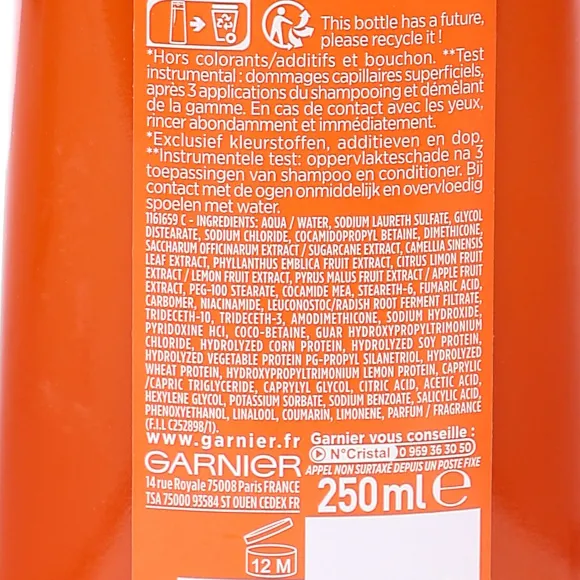 This bottle has a future,
please recycle it !
*Hors colorants/additifs et bouchon. **Test
instrumental : dommages capillaires superficiels,
après 3 applications du shampooing et démêlant
de la gamme. En cas de contact avec les yeux,
rincer abondamment et immédiatement.
*Exclusief kleurstoffen, additieven en dop.
**Instrumentele test: oppervlakteschade na 3
toepassingen van shampoo en conditioner. Bij
contact met de ogen onmiddelijk en overvloedig
spoelen met water.
1161659 C - INGREDIENTS: AQUA / WATER, SODIUM LAURETH SULFATE, GLYCOL
DISTEARATE, SODIUM CHLORIDE, COCAMIDOPROPYL BETAINE, DIMETHICONE,
SACCHARUM OFFICINARUM EXTRACT / SUGARCANE EXTRACT, CAMELLIA SINENSIS
LEAF EXTRACT, PHYLLANTHUS EMBLICA FRUIT EXTRACT, CITRUS LIMON FRUIT
EXTRACT / LEMON FRUIT EXTRACT, PYRUS MALUS FRUIT EXTRACT / APPLE FRUIT
EXTRACT, PEG-100 STEARATE, COCAMIDE MEA, STEARETH-6, FUMARIC ACID,
CARBOMER, NIACINAMIDE, LEUCONOSTOC/RADISH ROOT FERMENT FILTRATE,
TRIDECETH-10, TRIDECETH-3, AMODIMETHICONE, SODIUM HYDROXIDE,
PYRIDOXINE HCI, COCO-BETAINE, GUAR HYDROXYPROPYLTRIMONIUM
CHLORIDE, HYDROLYZED CORN PROTEIN, HYDROLYZED SOY PROTEIN,
HYDROLYZED VEGETABLE PROTEIN PG-PROPYL SILANETRIOL, HYDROLYZED
WHEAT PROTEIN, HYDROXYPROPYLTRIMONIUM LEMON PROTEIN, CAPRYLIC
/CAPRIC TRIGLYCERIDE, CAPRYLYL GLYCOL, CITRIC ACID, ACETIC ACID,
HEXYLENE GLYCOL, POTASSIUM SORBATE, SODIUM BENZOATE, SALICYLIC ACID,
PHENOXYETHANOL, LINALOOL, COUMARIN, LIMONENE, PARFUM / FRAGRANCE
(F.I.L C252898/1).
www.garnier.fr
GARNIER
14 rue Royale 75008 Paris FRANCE
TSA 75000 93584 ST OUEN CEDEX FR
Garnier vous conseille :
N°Cristal 0 969 36 30 50
APPEL NON SURTAXÉ DEPUIS UN POSTE FIXE
250 ml ℮
12 M